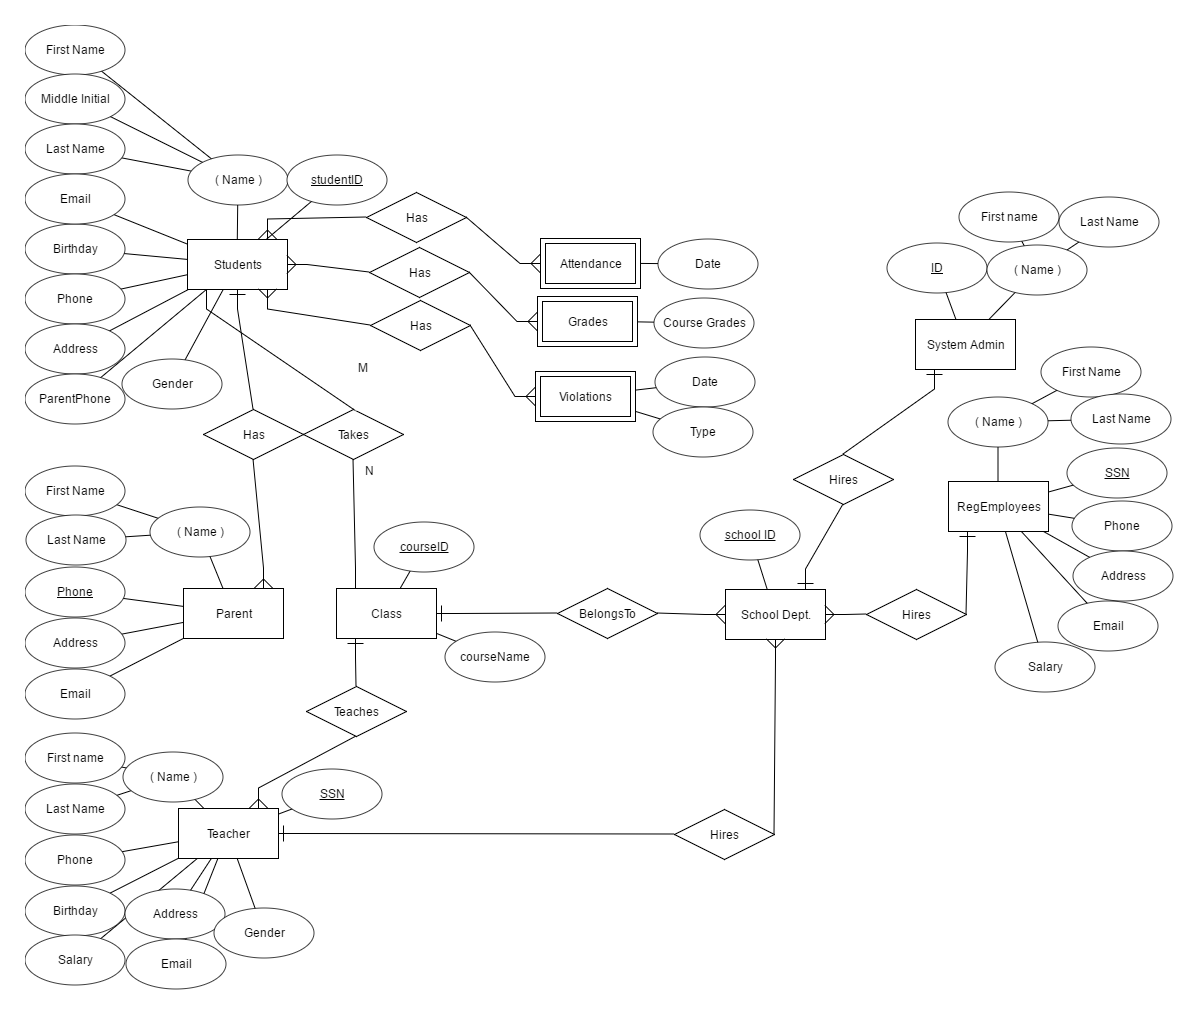 First Name
Middle Initial
Last Name
Email
Birthday
Phone
Address
ParentPhone
Gender
( Name )
studentID
Students
Has
Has
Has
Attendance
Date
Grades
Course Grades
Violations
Date
Type
M
Has
Takes
N
First Name
Last Name
( Name )
Phone
Address
Email
Parent
courseID
Class
courseName
BelongsTo
school ID
School Dept.
Teaches
First name
Last Name
( Name )
SSN
Teacher
Phone
Birthday
Salary
Address
Email
Gender
Hires
First name
Last Name
ID
( Name )
System Admin
Hires
First Name
Last Name
( Name )
SSN
RegEmployees
Phone
Address
Email
Salary
Hires